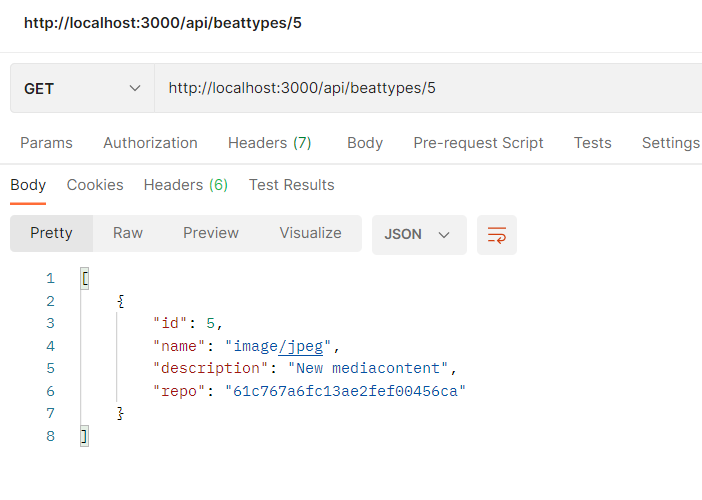 http://localhost:3000/api/beattypes/5
GET http://localhost:3000/api/beattypes/5
Params Authorization Headers (7) Body Pre-request Script Tests Settings
Body Cookies Headers (6) Test Results
Pretty Raw Preview Visualize JSON
1 [
2 {
3 "id": 5,
4 "name": "image/jpeg",
5 "description": "New mediacontent",
6 "repo": "61c767a6fc13ae2fef00456ca"
7 }
8 ]